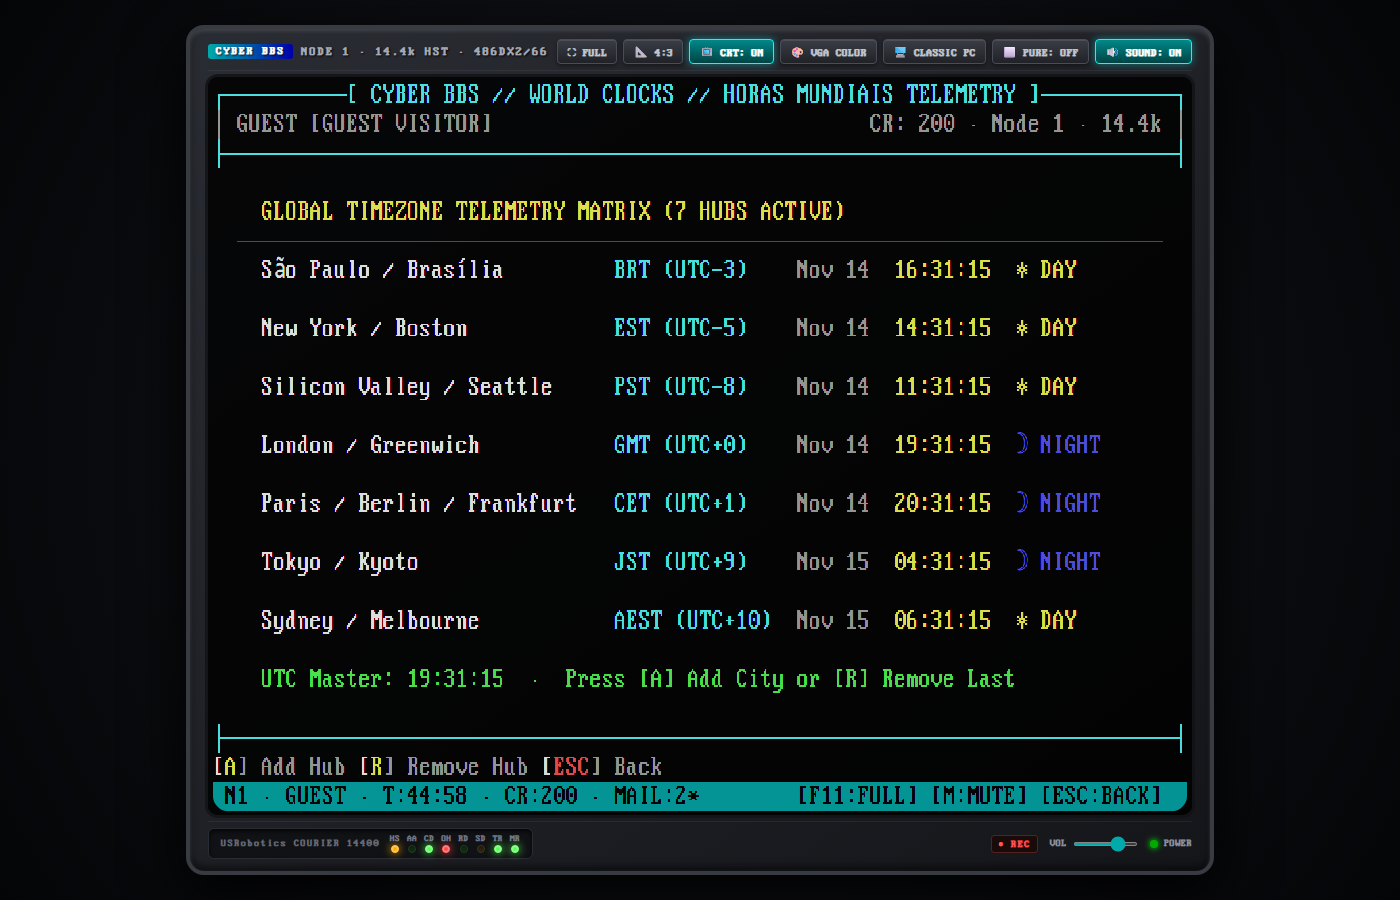 CYBER BBS NODE 1 · 14.4k HST · 486DX2/66 FULL 4:3 CRT: ON VGA COLOR CLASSIC PC PURE: OFF SOUND: ON
[ CYBER BBS // WORLD CLOCKS // HORAS MUNDIAIS TELEMETRY ]
GUEST [GUEST VISITOR] CR: 200 · Node 1 · 14.4k
GLOBAL TIMEZONE TELEMETRY MATRIX (7 HUBS ACTIVE)
São Paulo / Brasília BRT (UTC-3) Nov 14 16:31:15 ☼ DAY
New York / Boston EST (UTC-5) Nov 14 14:31:15 ☼ DAY
Silicon Valley / Seattle PST (UTC-8) Nov 14 11:31:15 ☼ DAY
London / Greenwich GMT (UTC+0) Nov 14 19:31:15 ☽ NIGHT
Paris / Berlin / Frankfurt CET (UTC+1) Nov 14 20:31:15 ☽ NIGHT
Tokyo / Kyoto JST (UTC+9) Nov 15 04:31:15 ☽ NIGHT
Sydney / Melbourne AEST (UTC+10) Nov 15 06:31:15 ☼ DAY
UTC Master: 19:31:15 · Press [A] Add City or [R] Remove Last
[A] Add Hub [R] Remove Hub [ESC] Back
N1 · GUEST · T:44:58 · CR:200 · MAIL:2* [F11:FULL] [M:MUTE] [ESC:BACK]
USRobotics COURIER 14400 HS AA CD OH RD SD TR MR ● REC VOL POWER